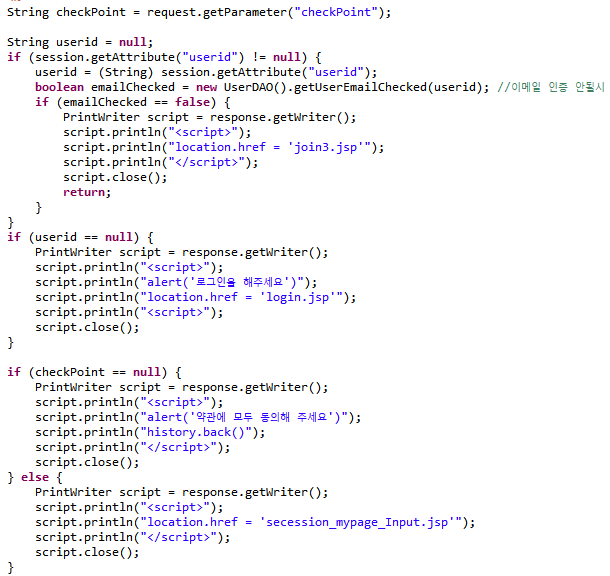 String checkPoint = request.getParameter("checkPoint");

String userid = null;
if (session.getAttribute("userid") != null) {
    userid = (String) session.getAttribute("userid");
    boolean emailChecked = new UserDAO().getUserEmailChecked(userid); //이메일 인증 안될시
    if (emailChecked == false) {
        PrintWriter script = response.getWriter();
        script.println("<script>");
        script.println("location.href = 'join3.jsp'");
        script.println("</script>");
        script.close();
        return;
    }
}
if (userid == null) {
    PrintWriter script = response.getWriter();
    script.println("<script>");
    script.println("alert('로그인을 해주세요')");
    script.println("location.href = 'login.jsp'");
    script.println("<script>");
    script.close();
}

if (checkPoint == null) {
    PrintWriter script = response.getWriter();
    script.println("<script>");
    script.println("alert('약관에 모두 동의해 주세요')");
    script.println("history.back()");
    script.println("</script>");
    script.close();
} else {
    PrintWriter script = response.getWriter();
    script.println("<script>");
    script.println("location.href = 'secession_mypage_Input.jsp'");
    script.println("</script>");
    script.close();
}